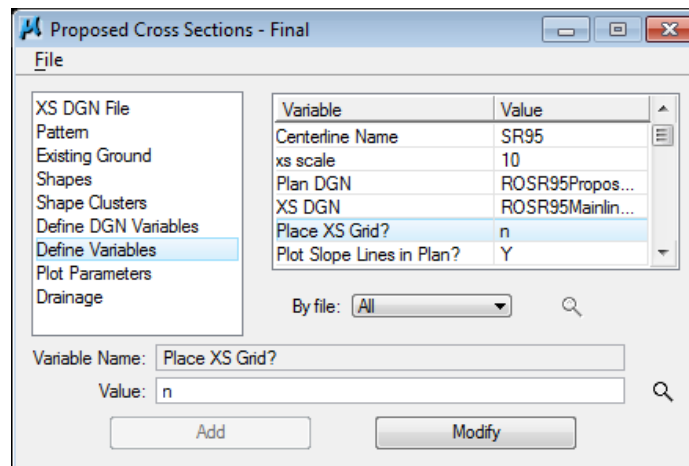 Proposed Cross Sections - Final
File
XS DGN File
Pattern
Existing Ground
Shapes
Shape Clusters
Define DGN Variables
Define Variables
Plot Parameters
Drainage
Variable Value
Centerline Name SR95
xs scale 10
Plan DGN ROSR95Propos...
XS DGN ROSR95Mainlin...
Place XS Grid? n
Plot Slope Lines in Plan? Y
By file: All
Variable Name: Place XS Grid?
Value: n
Add Modify